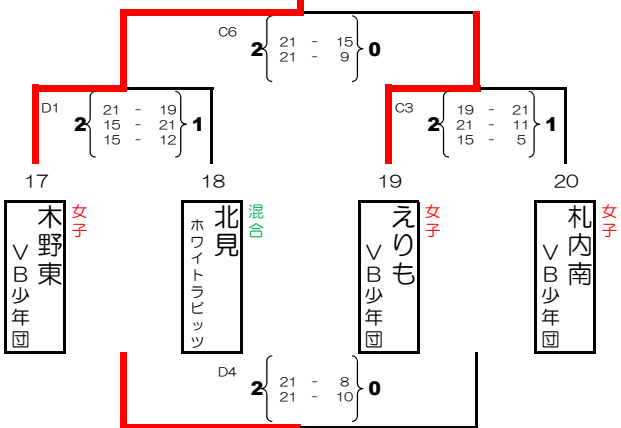 C6
2 21 - 15 0
21 - 9
D1
2 21 - 19 1
15 - 21
15 - 12
C3
2 19 - 21 1
21 - 11
15 - 5
17
18
19
20
木野東
VB少年団
女子
北見
ホワイトラビッツ
混合
えりも
VB少年団
女子
札内南
VB少年団
女子
D4
2 21 - 8 0
21 - 10